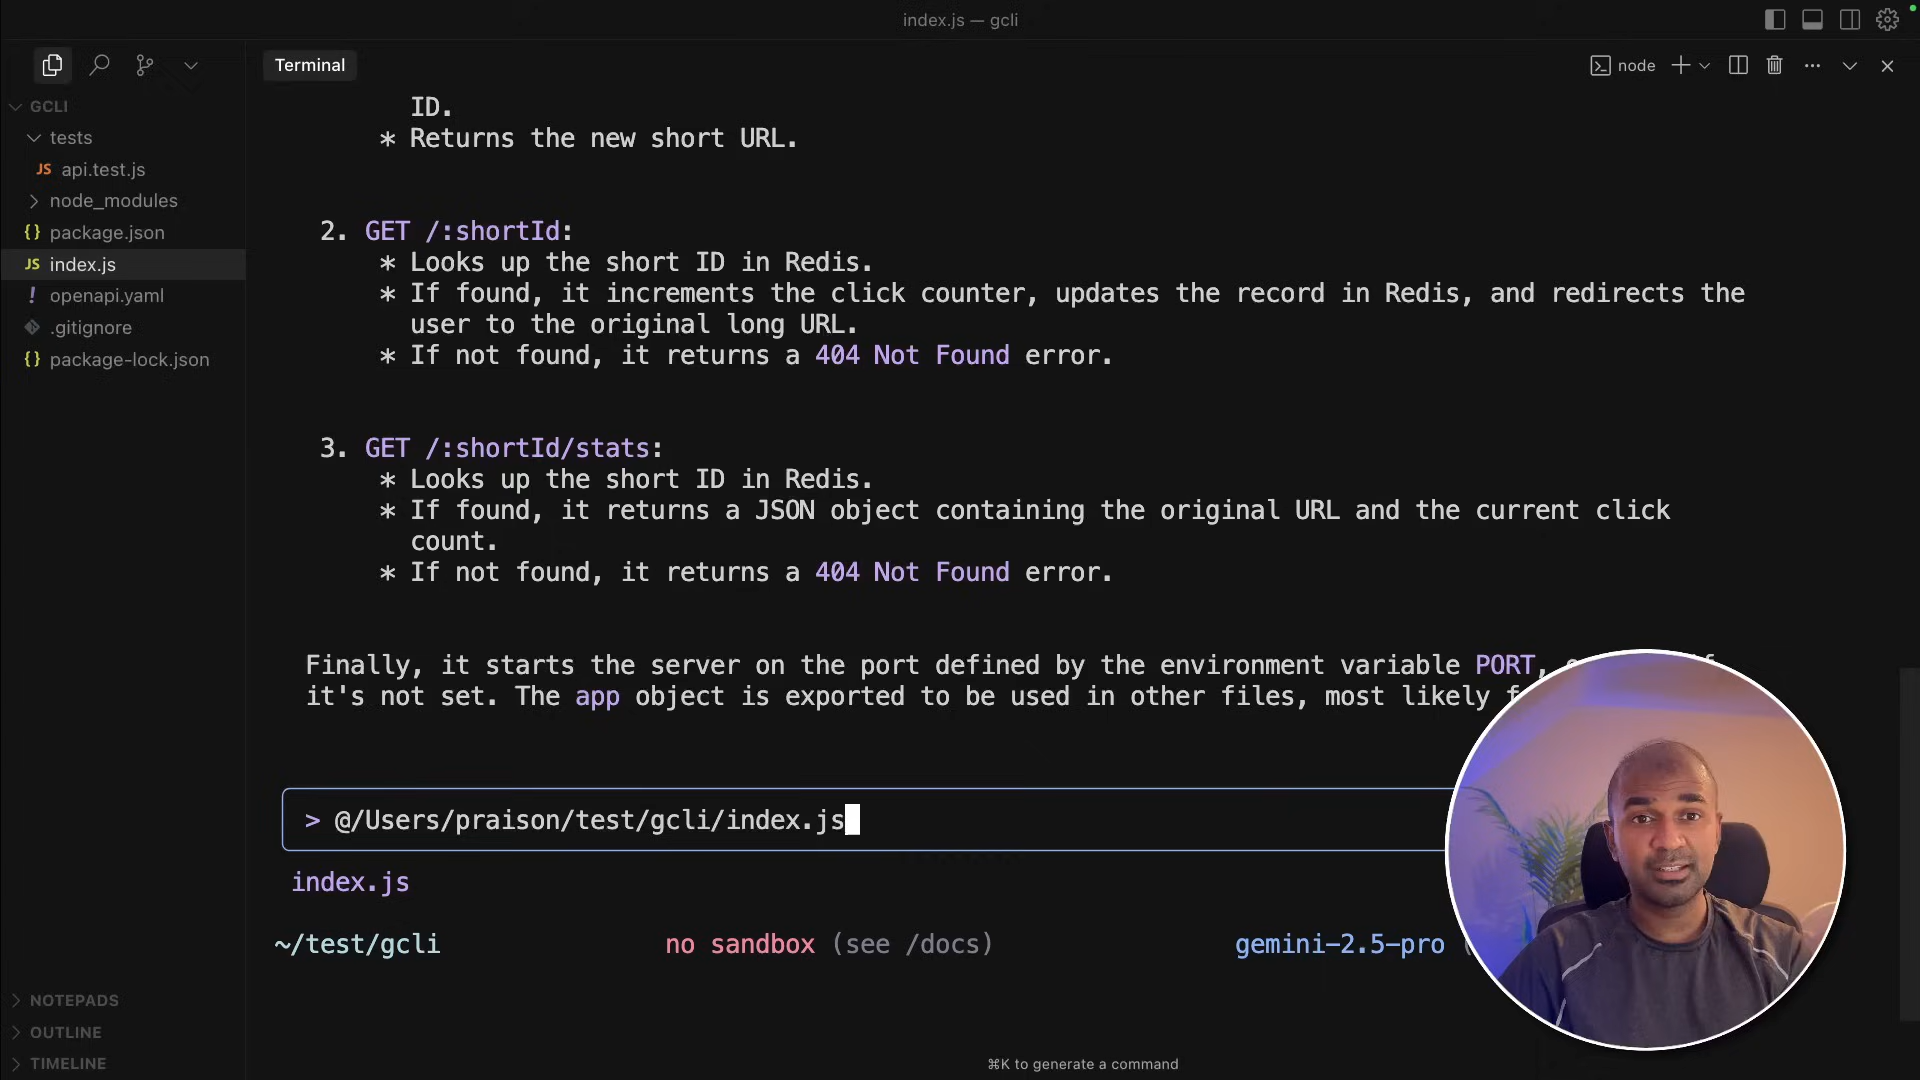 index.js — gcli
Terminal
node
GCLI
tests
JS api.test.js
node_modules
{} package.json
JS index.js
! openapi.yaml
.gitignore
{} package-lock.json
NOTEPADS
OUTLINE
TIMELINE
ID.
* Returns the new short URL.
2. GET /:shortId:
* Looks up the short ID in Redis.
* If found, it increments the click counter, updates the record in Redis, and redirects the
user to the original long URL.
* If not found, it returns a 404 Not Found error.
3. GET /:shortId/stats:
* Looks up the short ID in Redis.
* If found, it returns a JSON object containing the original URL and the current click
count.
* If not found, it returns a 404 Not Found error.
Finally, it starts the server on the port defined by the environment variable PORT,
it's not set. The app object is exported to be used in other files, most likely
> @/Users/praison/test/gcli/index.js
index.js
~/test/gcli no sandbox (see /docs) gemini-2.5-pro
⌘K to generate a command